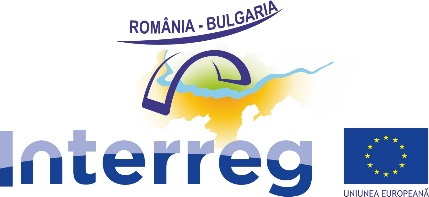 ROMÂNIA - BULGARIA
Interreg
UNIUNEA EUROPEANĂ